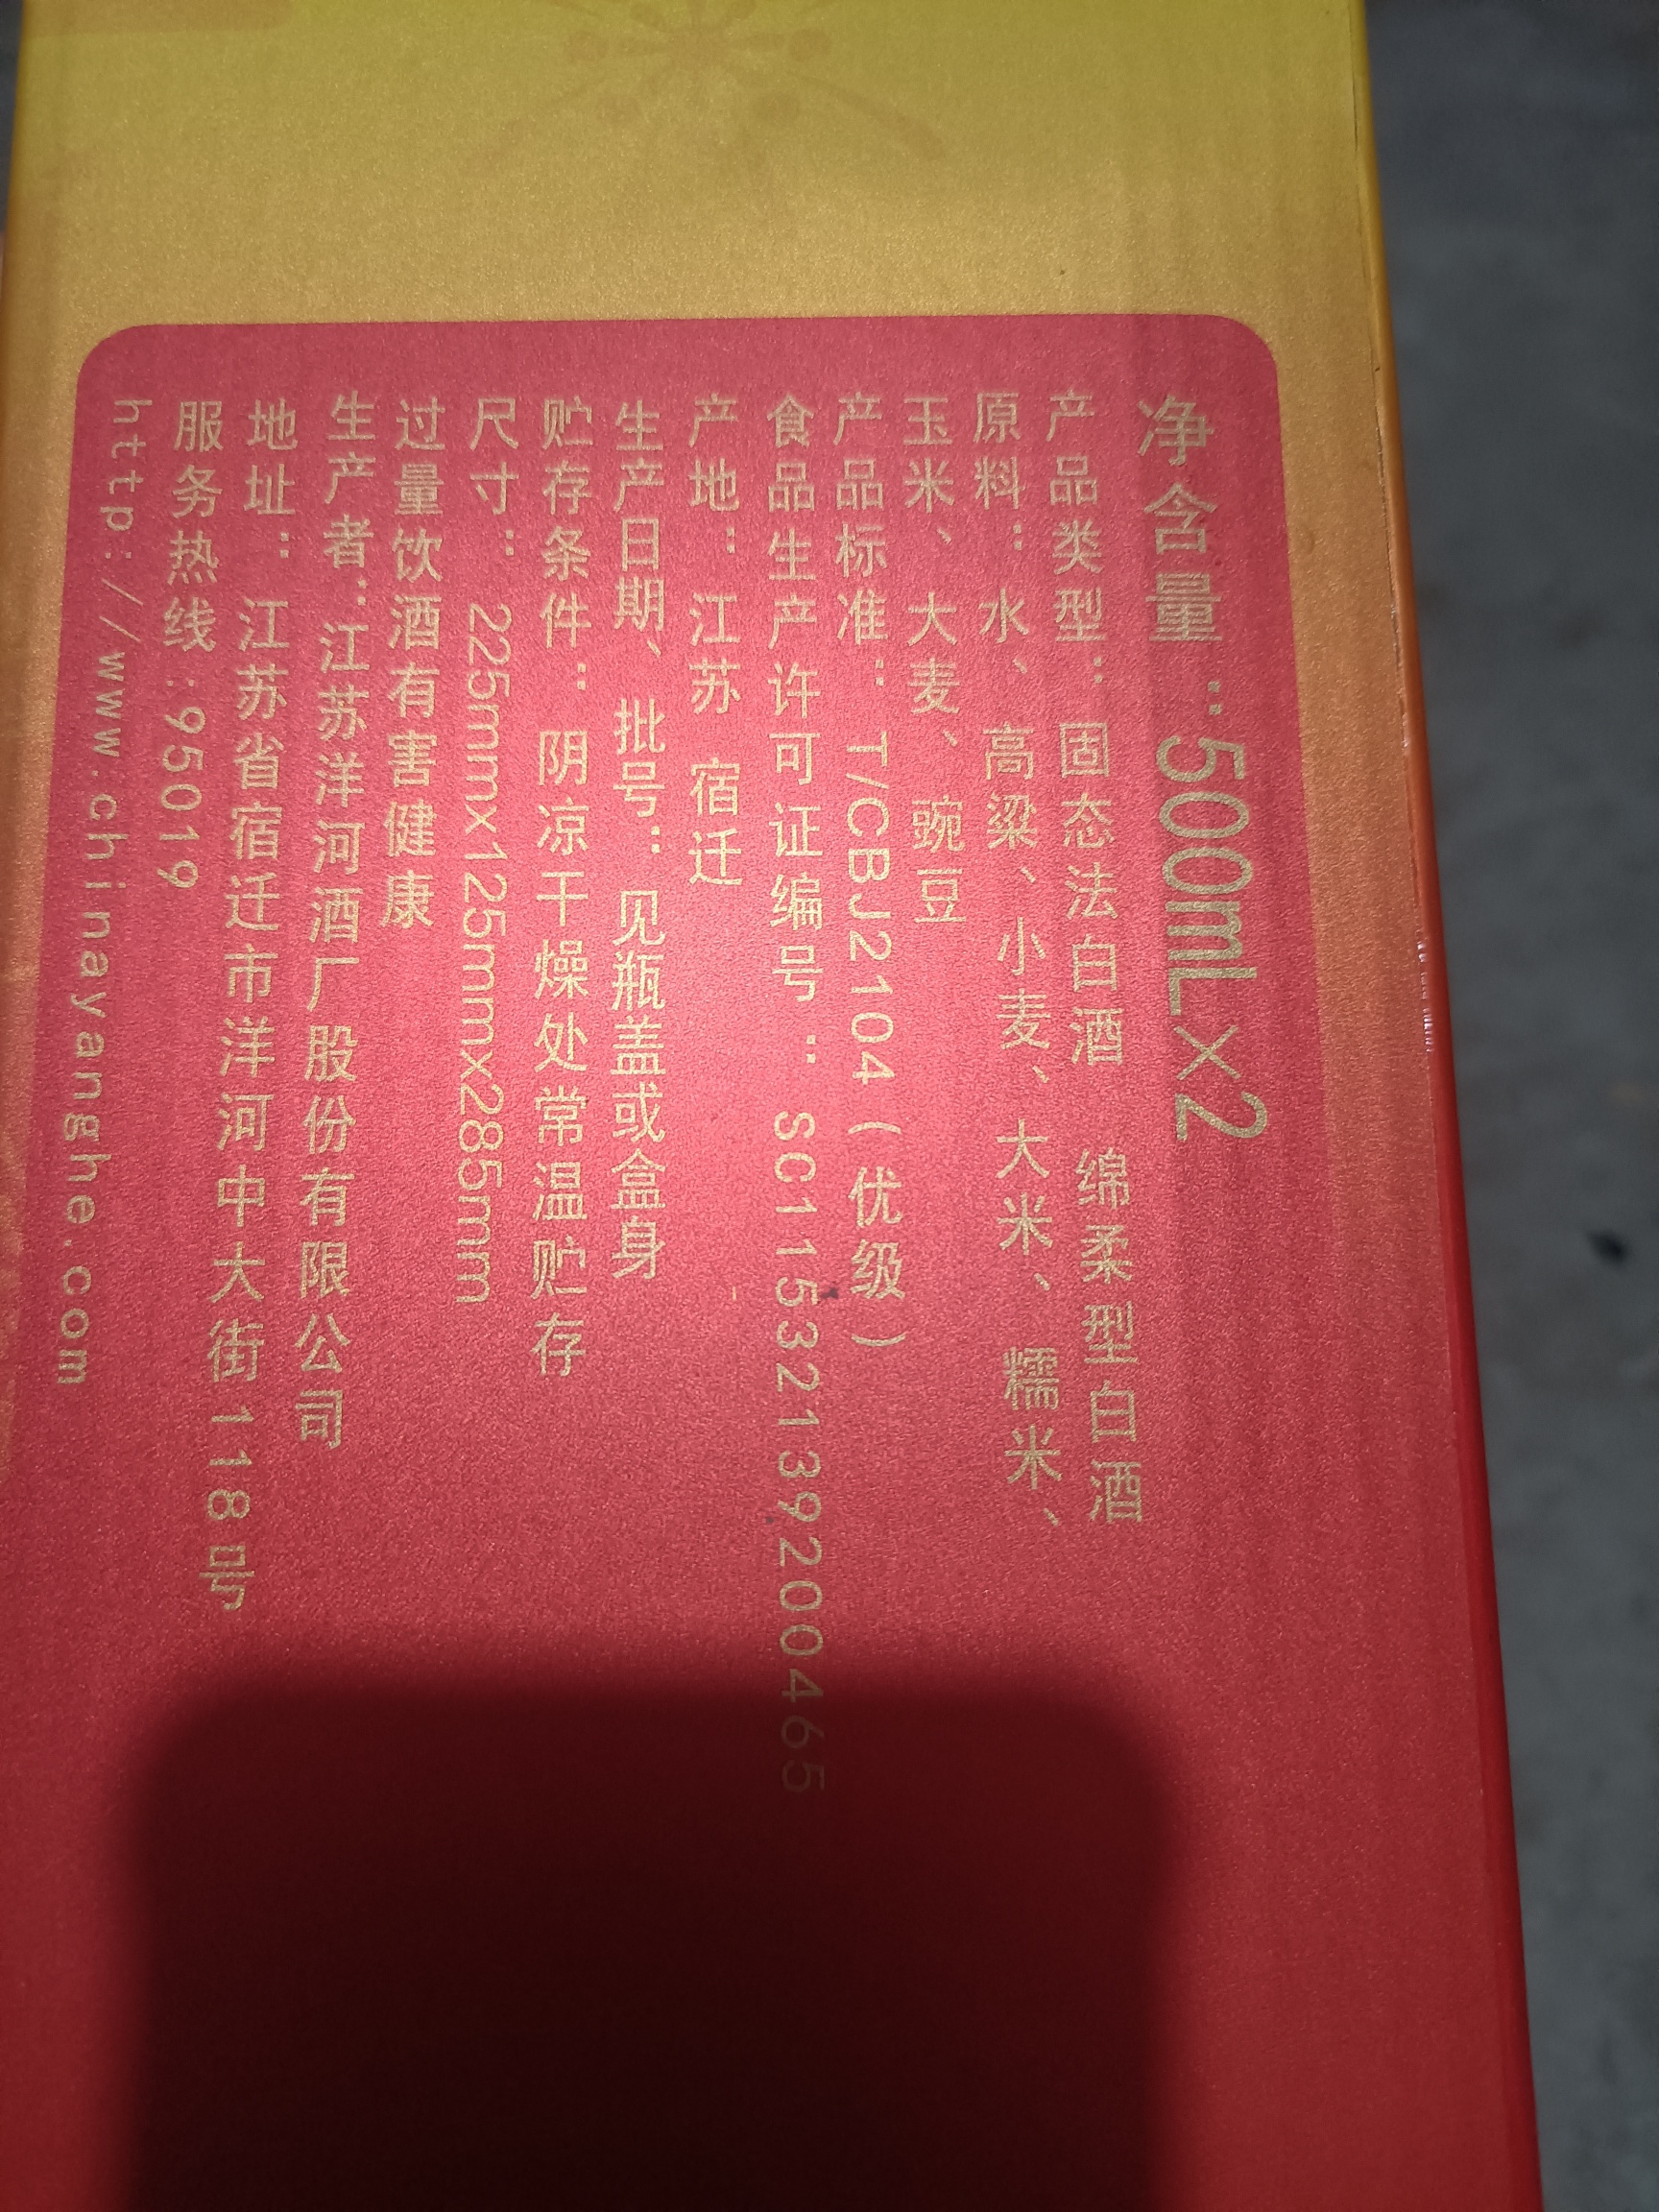 净含量:500mL×2
产品类型：固态法白酒 绵柔型白酒
原料：水、高粱、小麦、大米、糯米、
玉米、大麦、豌豆
产品标准：T/CBJ2104(优级)
食品生产许可证编号：SC11532139200465
产地：江苏 宿迁
生产日期、批号：见瓶盖或盒身
贮存条件：阴凉干燥处常温贮存
尺寸：225mmx125mmx285mm
过量饮酒有害健康
生产者:江苏洋河酒厂股份有限公司
地址：江苏省宿迁市洋河中大街118号
服务热线:95019
http://www.chinayanghe.com